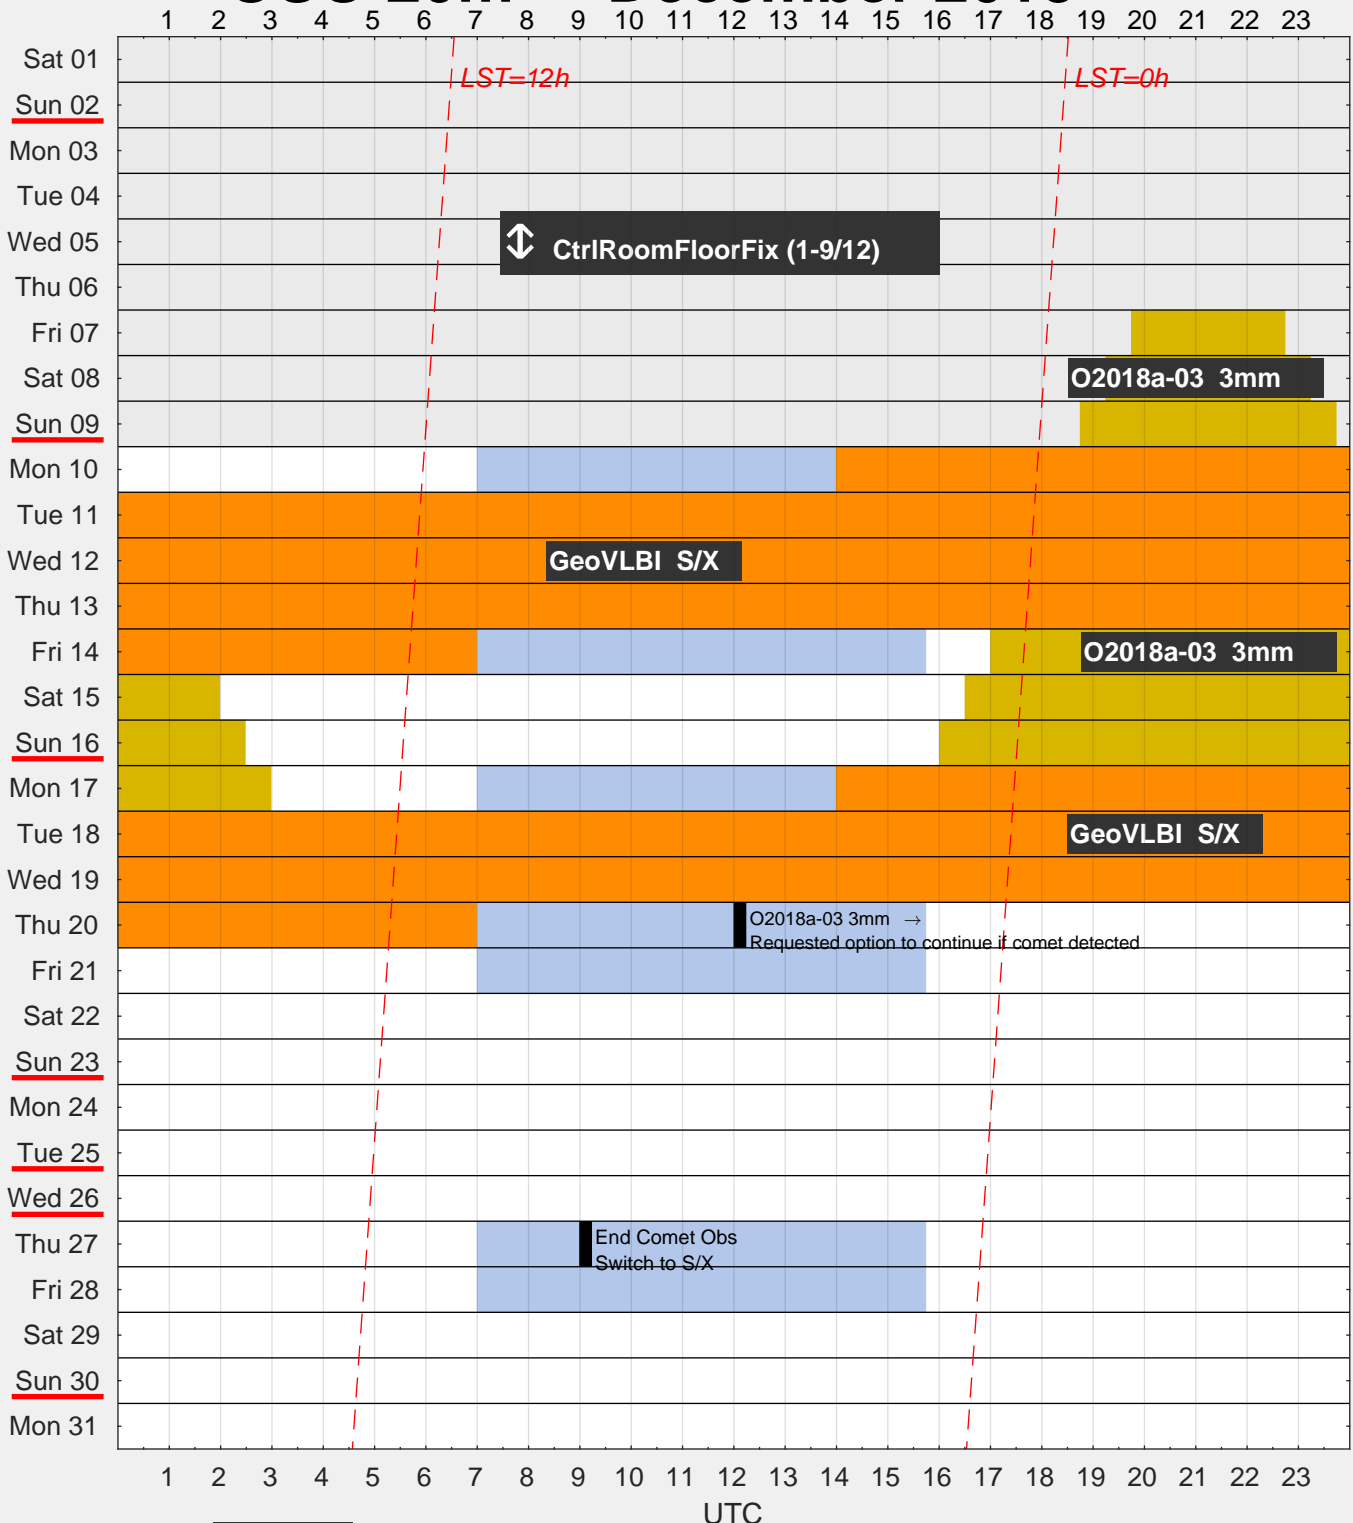 1 2 3 4 5 6 7 8 9 10 11 12 13 14 15 16 17 18 19 20 21 22 23
Sat 01
LST=12h LST=0h
Sun 02
Mon 03
Tue 04
Wed 05
CtrlRoomFloorFix (1-9/12)
Thu 06
Fri 07
Sat 08
O2018a-03 3mm
Sun 09
Mon 10
Tue 11
Wed 12
GeoVLBI S/X
Thu 13
Fri 14
O2018a-03 3mm
Sat 15
Sun 16
Mon 17
Tue 18
GeoVLBI S/X
Wed 19
Thu 20
O2018a-03 3mm →
Requested option to continue if comet detected
Fri 21
Sat 22
Sun 23
Mon 24
Tue 25
Wed 26
Thu 27
End Comet Obs
Switch to S/X
Fri 28
Sat 29
Sun 30
Mon 31
1 2 3 4 5 6 7 8 9 10 11 12 13 14 15 16 17 18 19 20 21 22 23
UTC